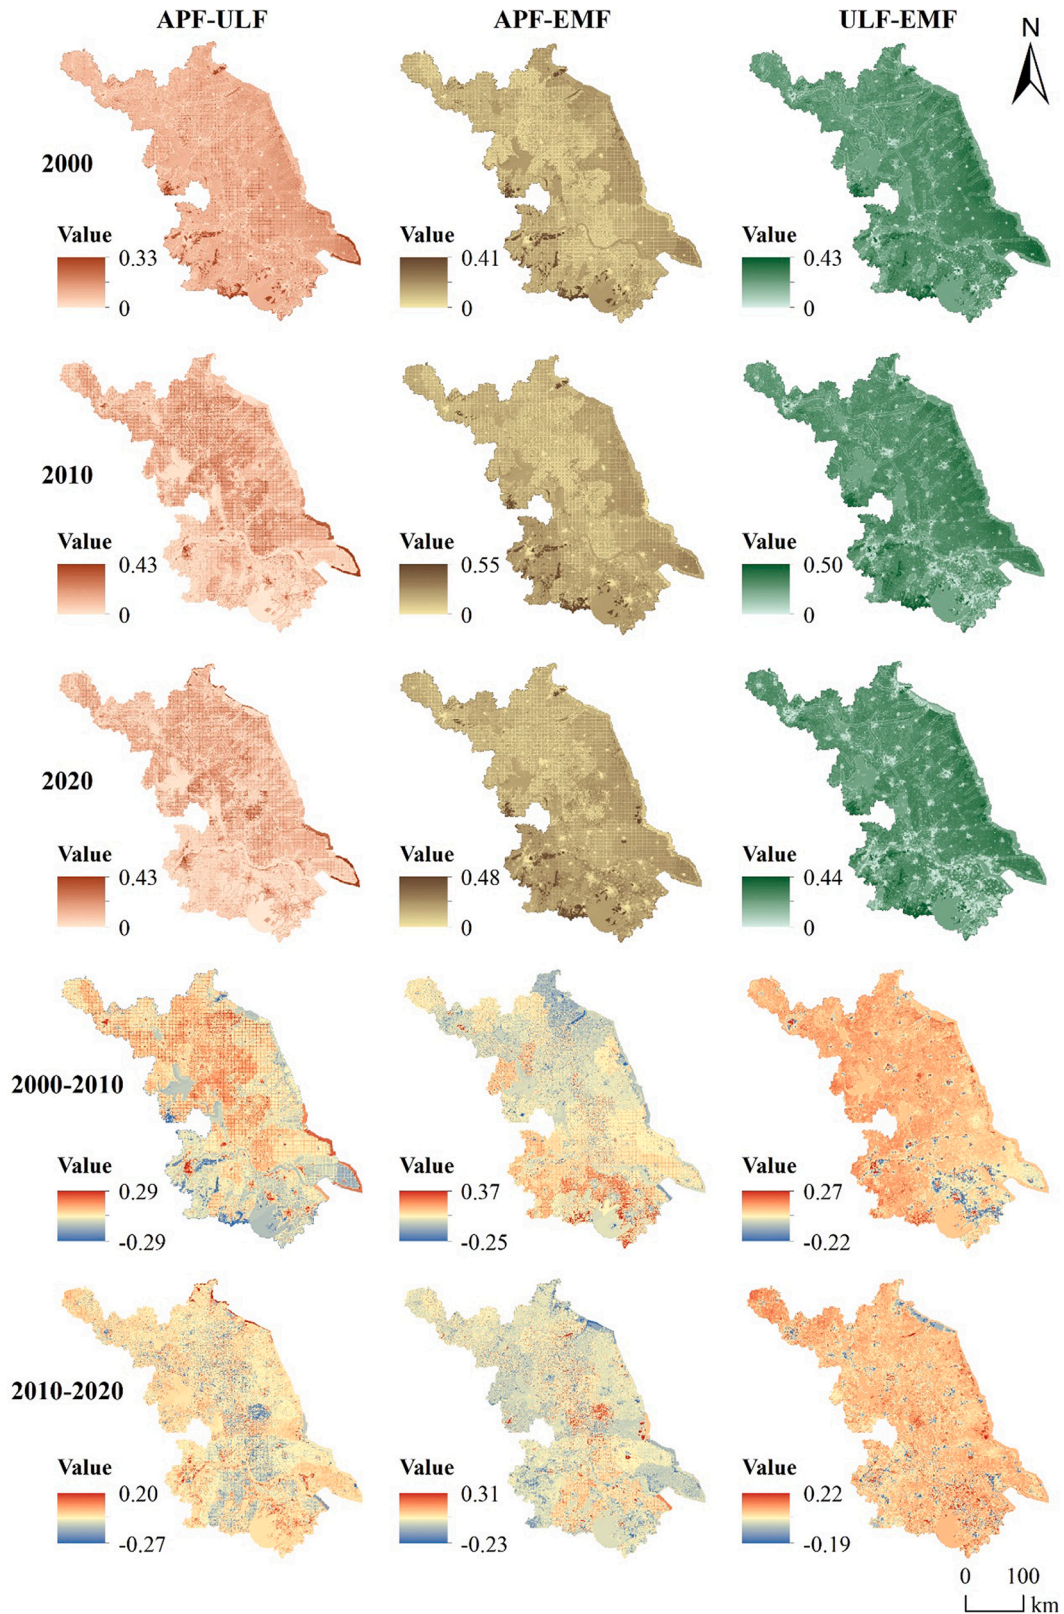 APF-ULF APF-EMF ULF-EMF
N
2000
Value Value Value
0.33 0.41 0.43
0 0 0
2010
Value Value Value
0.43 0.55 0.50
0 0 0
2020
Value Value Value
0.43 0.48 0.44
0 0 0
2000-2010
Value Value Value
0.29 0.37 0.27
-0.29 -0.25 -0.22
2010-2020
Value Value Value
0.20 0.31 0.22
-0.27 -0.23 -0.19
0 100
km